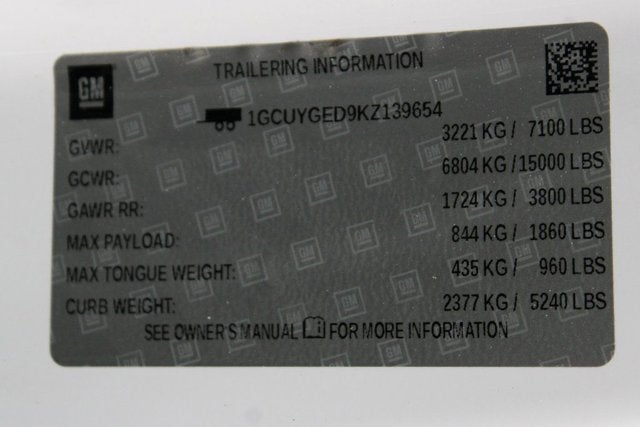 GM
TRAILERING INFORMATION
1GCUYGED9KZ139654
GVWR: 3221 KG / 7100 LBS
GCWR: 6804 KG / 15000 LBS
GAWR RR: 1724 KG / 3800 LBS
MAX PAYLOAD: 844 KG / 1860 LBS
MAX TONGUE WEIGHT: 435 KG / 960 LBS
CURB WEIGHT: 2377 KG / 5240 LBS
SEE OWNER'S MANUAL FOR MORE INFORMATION